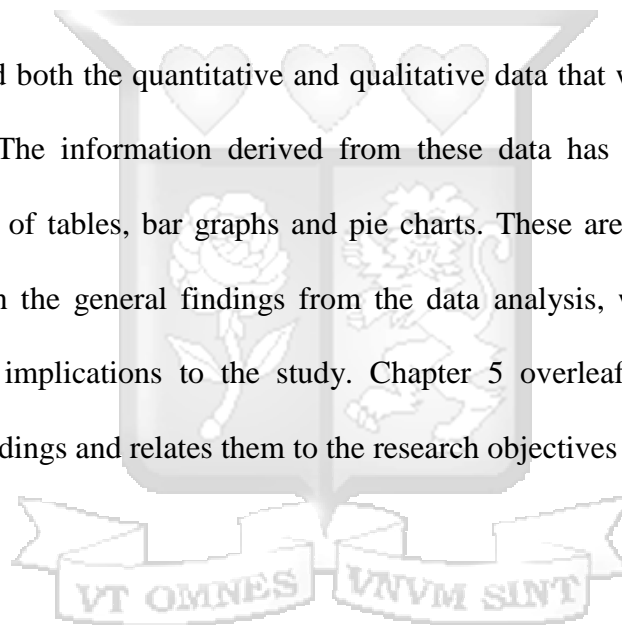 d both the quantitative and qualitative data that v
The information derived from these data has
of tables, bar graphs and pie charts. These are
n the general findings from the data analysis, v
implications to the study. Chapter 5 overleaf
dings and relates them to the research objectives
VT OMNES VNVM SINT